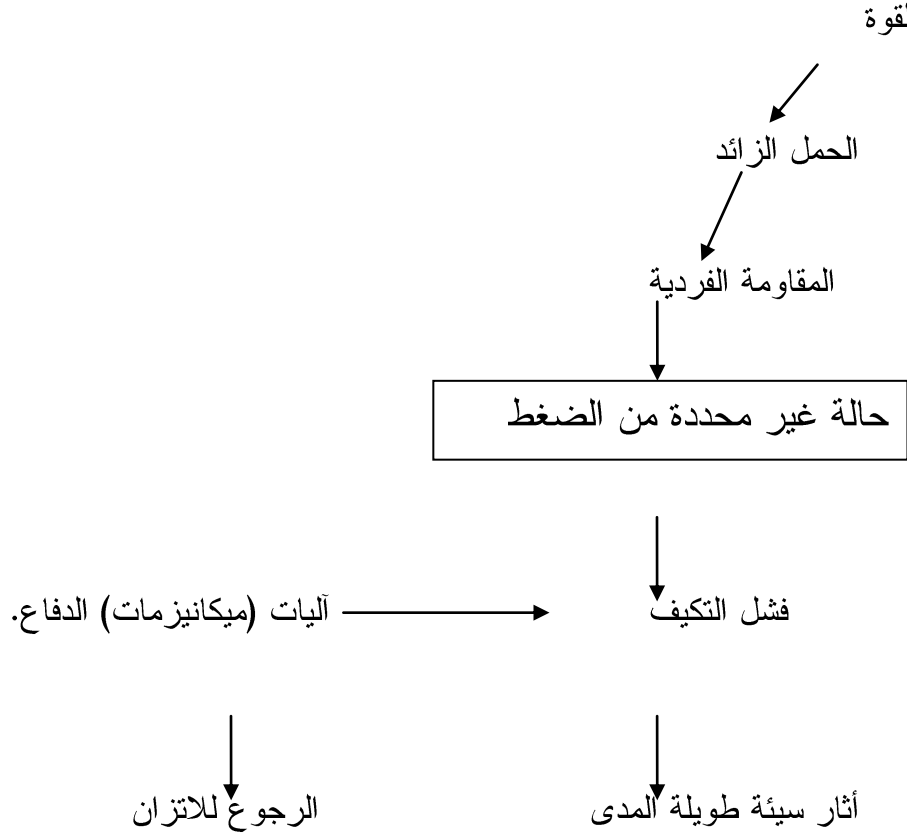 لقوة
الحمل الزائد
المقاومة الفردية
حالة غير محددة من الضغط
فشل التكيف
آليات (ميكانيزمات) الدفاع.
أثار سيئة طويلة المدى
الرجوع للاتزان